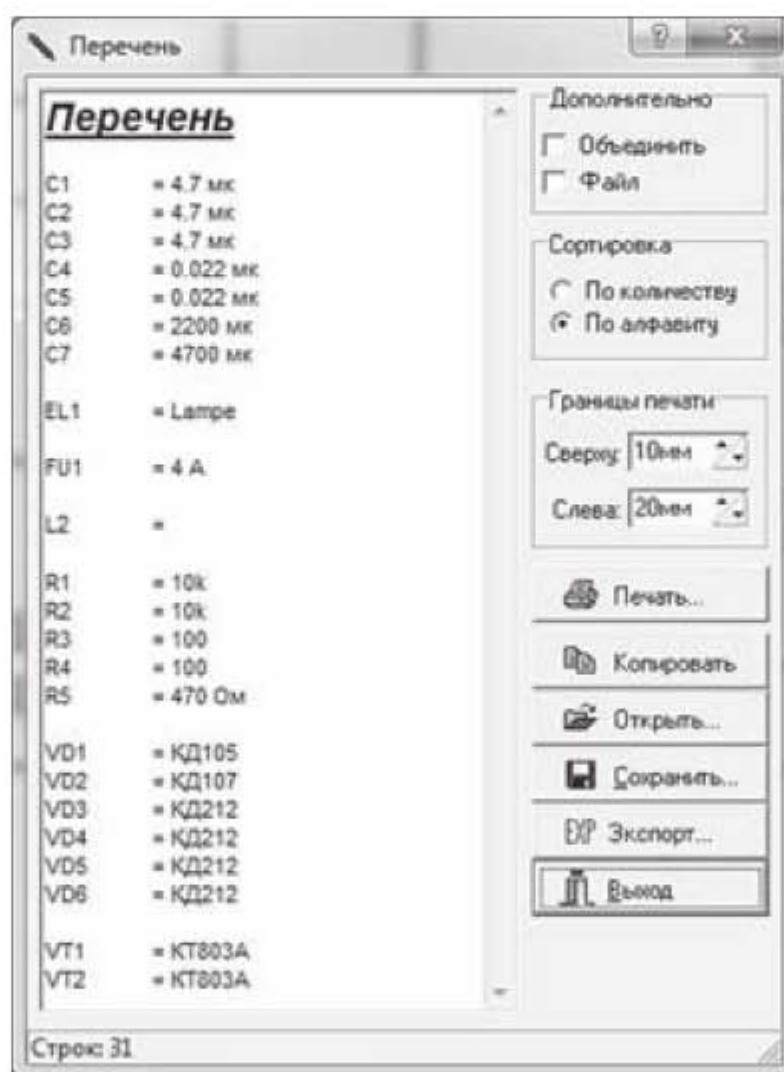 Перечень
Перечень
C1 = 4.7 мк
C2 = 4.7 мк
C3 = 4.7 мк
C4 = 0.022 мк
C5 = 0.022 мк
C6 = 2200 мк
C7 = 4700 мк
EL1 = Lampe
FU1 = 4 A
L2 =
R1 = 10k
R2 = 10k
R3 = 100
R4 = 100
R5 = 470 Ом
VD1 = КД105
VD2 = КД107
VD3 = КД212
VD4 = КД212
VD5 = КД212
VD6 = КД212
VT1 = КТ803А
VT2 = КТ803А
Дополнительно
Объединить
Файл
Сортировка
По количеству
По алфавиту
Границы печати
Сверху: 10мм
Слева: 20мм
Печать...
Копировать
Открыть...
Сохранить...
EXP Экспорт...
Выход
Строк: 31